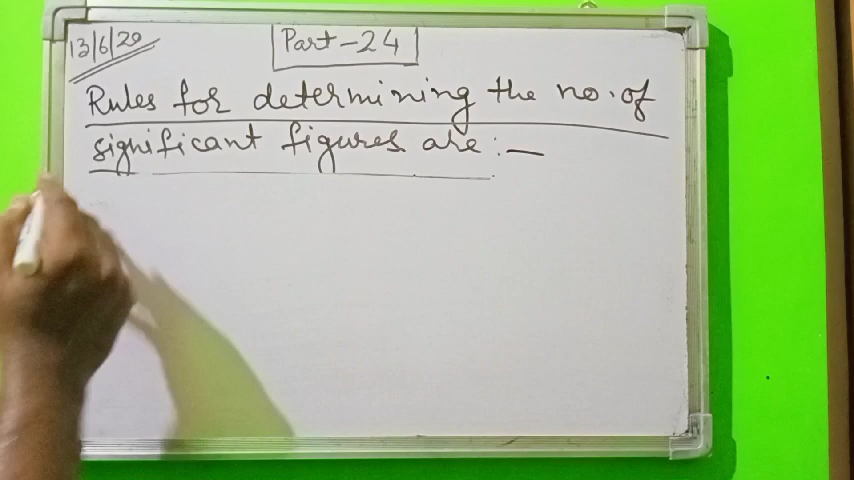 13/6/20
Part-24
Rules for determining the no. of
significant figures are:—